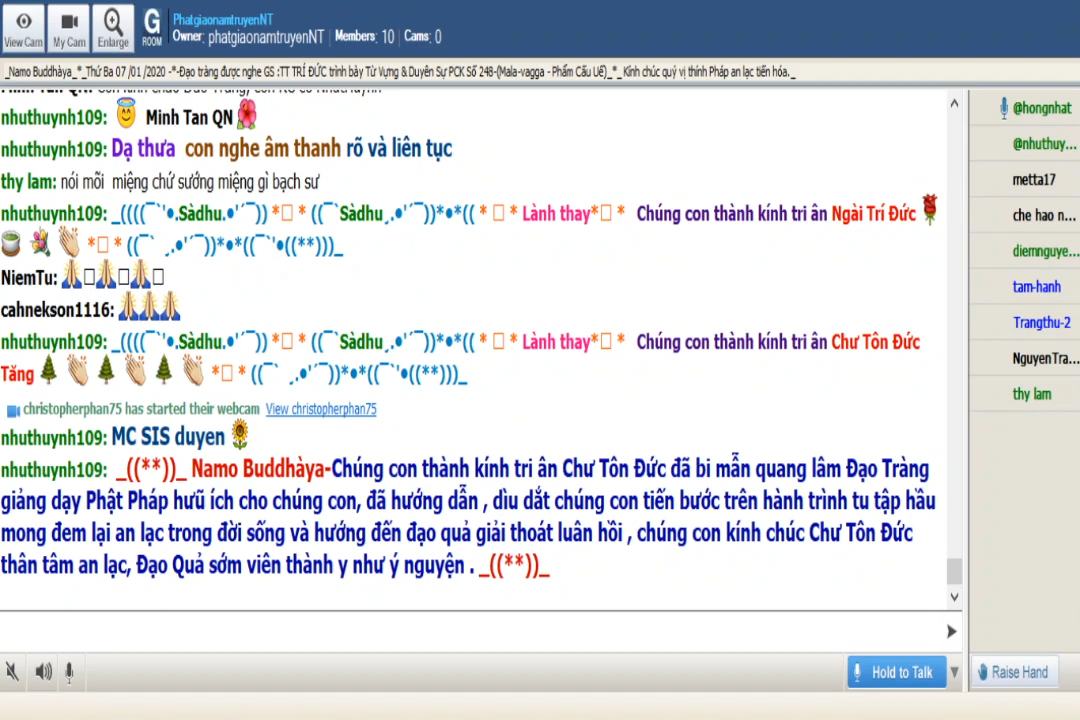 View Cam
My Cam
Enlarge
G
ROOM
PhatgiaonamtruyenNT
Owner: phatgiaonamtruyenNT | Members: 10 | Cams: 0
_Namo Buddhàya_*_Thứ Ba 07 /01 /2020 -*-Đạo tràng được nghe GS :TT TRÍ ĐỨC trình bày Từ Vựng & Duyên Sự PCK Số 248-(Mala-vagga - Phẩm Cấu Uế)_*_ Kính chúc quý vị thính Pháp an lạc tiến hóa._
nhuthuynh109: 😇 Minh Tan QN🌺
nhuthuynh109: Dạ thưa con nghe âm thanh rõ và liên tục
thy lam: nói mõi miệng chứ sướng miệng gì bạch sư
nhuthuynh109: _((((¯`'•.Sàdhu.•'´¯)) *▯ * ((¯`Sàdhu¸.•'´¯))*•*(( * ▯ * Lành thay*▯ * Chúng con thành kính tri ân Ngài Trí Đức🌹
🍵 💐 👏 *▯ * ((¯` ¸.•'´¯))*•*((¯`'•((**)))_
NiemTu: 🙏▯🙏▯🙏▯
cahnekson1116: 🙏🙏🙏
nhuthuynh109: _((((¯`'•.Sàdhu.•'´¯)) *▯ * ((¯`Sàdhu¸.•'´¯))*•*(( * ▯ * Lành thay*▯ * Chúng con thành kính tri ân Chư Tôn Đức
Tăng 🌲 👏 🌲 👏 🌲 👏 *▯ * ((¯` ¸.•'´¯))*•*((¯`'•((**)))_
christopherphan75 has started their webcam View christopherphan75
nhuthuynh109: MC SIS duyen 🌻
nhuthuynh109: _((**))_ Namo Buddhàya-Chúng con thành kính tri ân Chư Tôn Đức đã bi mẫn quang lâm Đạo Tràng
giảng dạy Phật Pháp hưũ ích cho chúng con, đã hướng dẫn , dìu dắt chúng con tiến bước trên hành trình tu tập hầu
mong đem lại an lạc trong đời sống và hướng đến đạo quả giải thoát luân hồi , chúng con kính chúc Chư Tôn Đức
thân tâm an lạc, Đạo Quả sớm viên thành y như ý nguyện . _((**))_
@hongnhat
@nhuthuy...
metta17
che hao n...
diemnguye...
tam-hanh
Trangthu-2
NguyenTra...
thy lam
Hold to Talk
Raise Hand